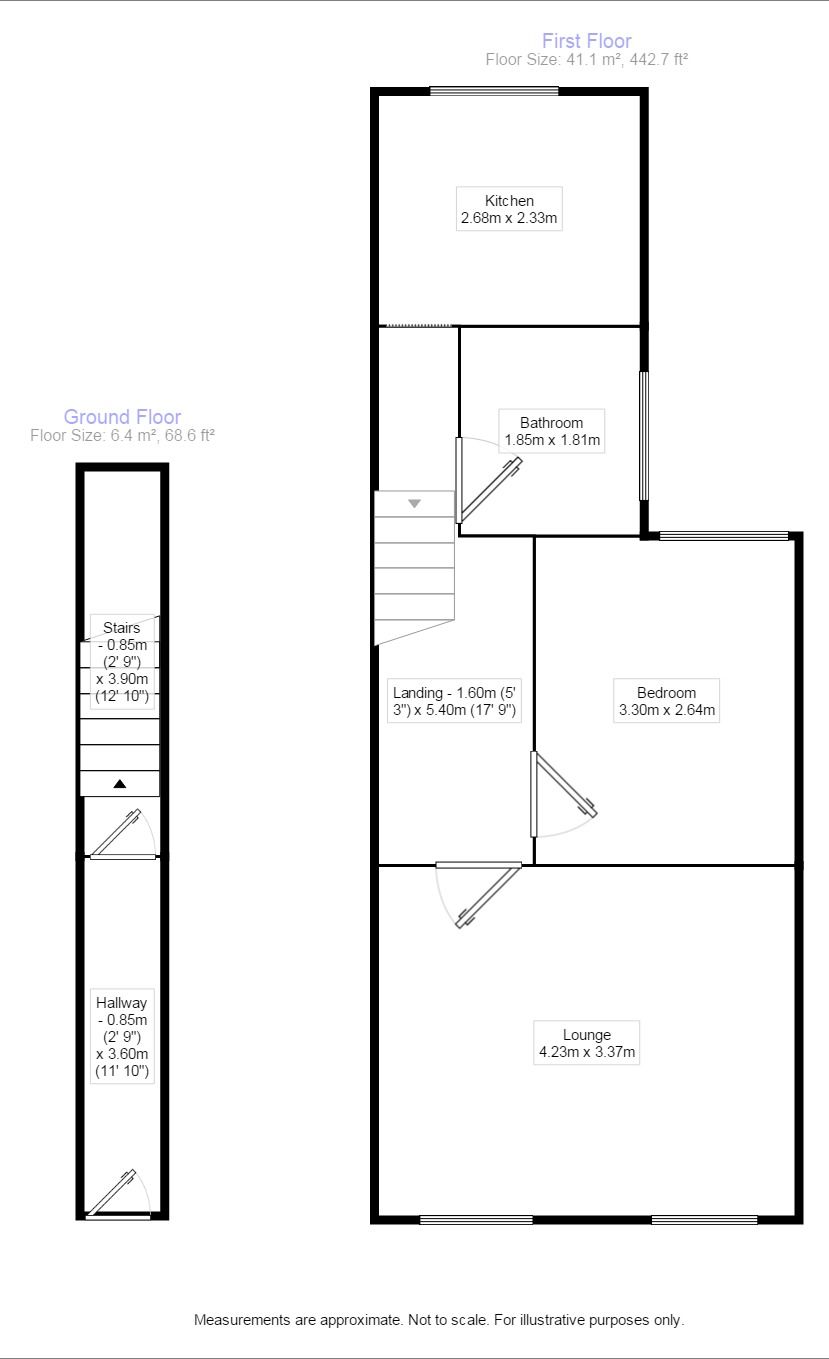 First Floor
Floor Size: 41.1 m², 442.7 ft²
Kitchen
2.68m x 2.33m
Bathroom
1.85m x 1.81m
Ground Floor
Floor Size: 6.4 m², 68.6 ft²
Stairs
- 0.85m
(2' 9")
x 3.90m
(12' 10")
Landing - 1.60m (5'
3") x 5.40m (17' 9")
Bedroom
3.30m x 2.64m
Hallway
- 0.85m
(2' 9")
x 3.60m
(11' 10")
Lounge
4.23m x 3.37m
Measurements are approximate. Not to scale. For illustrative purposes only.